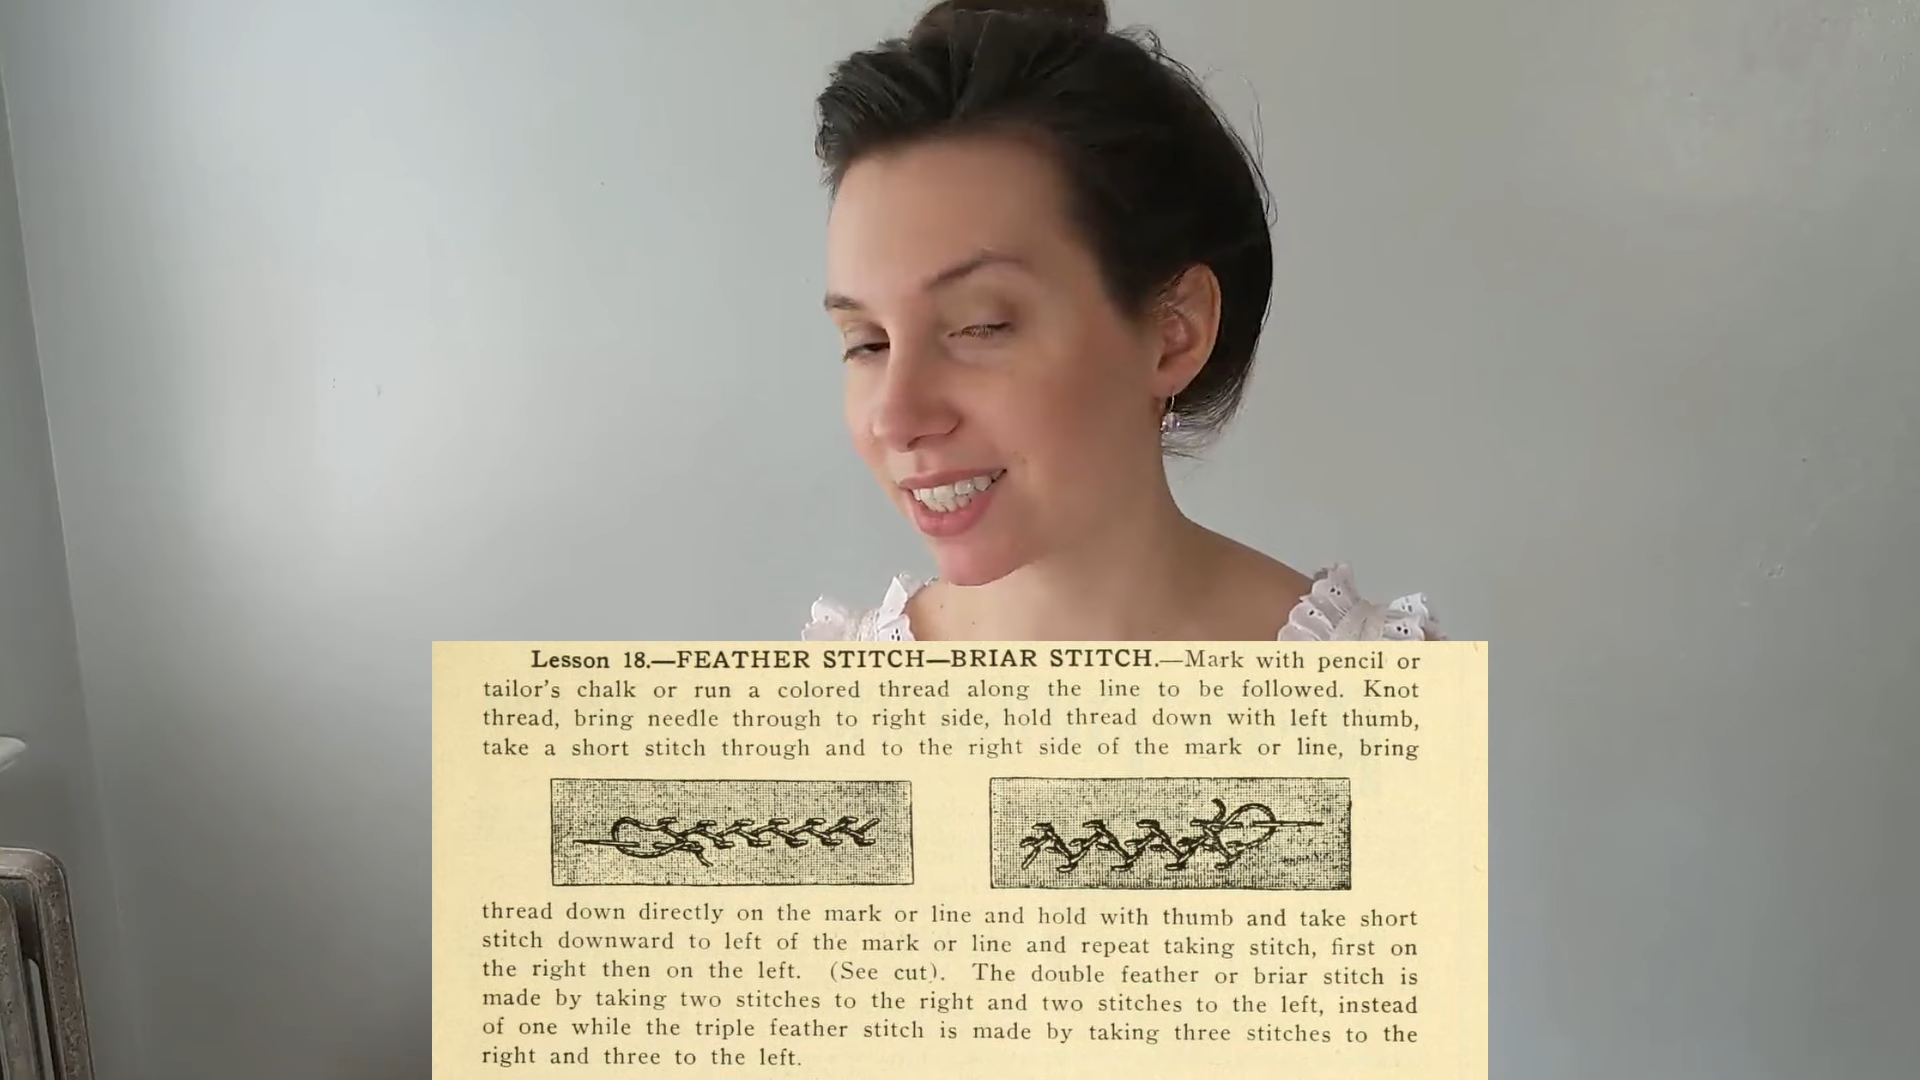 Lesson 18.—FEATHER STITCH—BRIAR STITCH.—Mark with pencil or
tailor's chalk or run a colored thread along the line to be followed. Knot
thread, bring needle through to right side, hold thread down with left thumb,
take a short stitch through and to the right side of the mark or line, bring
thread down directly on the mark or line and hold with thumb and take short
stitch downward to left of the mark or line and repeat taking stitch, first on
the right then on the left. (See cut). The double feather or briar stitch is
made by taking two stitches to the right and two stitches to the left, instead
of one while the triple feather stitch is made by taking three stitches to the
right and three to the left.